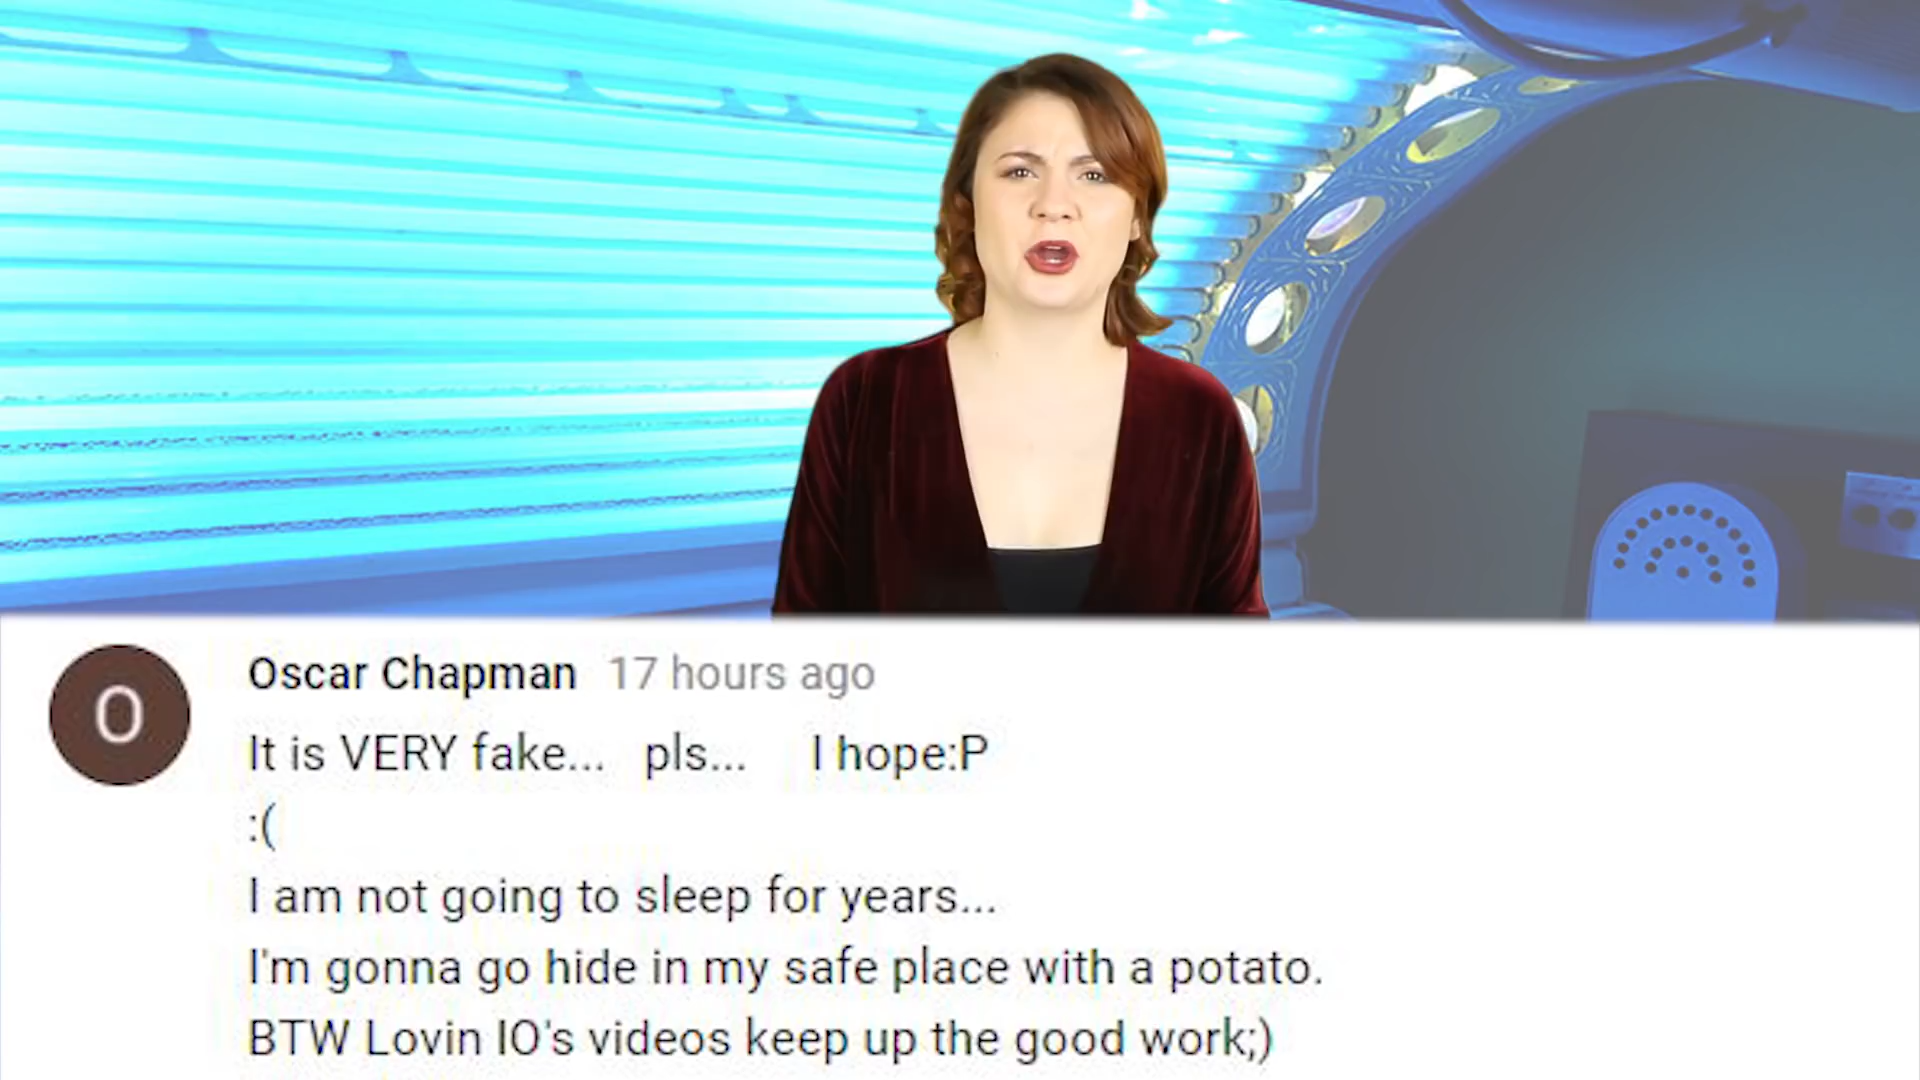 O
Oscar Chapman 17 hours ago
It is VERY fake... pls... I hope:P
:(
I am not going to sleep for years...
I'm gonna go hide in my safe place with a potato.
BTW Lovin IO's videos keep up the good work;)